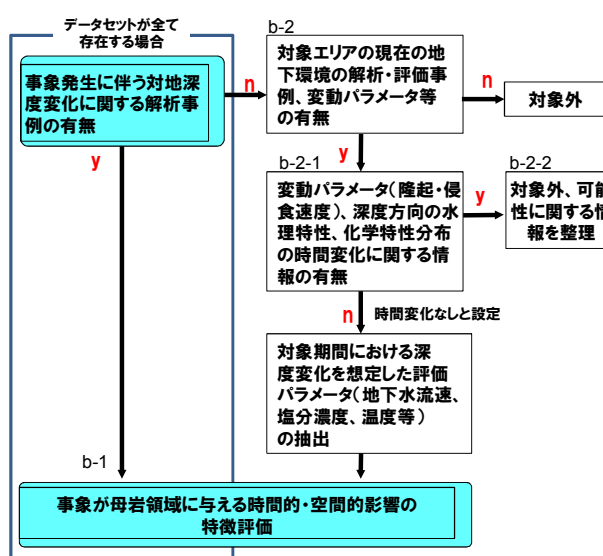 データセットが全て
存在する場合
事象発生に伴う対地深
度変化に関する解析事
例の有無
n
y
b-2
対象エリアの現在の地
下環境の解析・評価事
例、変動パラメータ等
の有無
n
対象外
y
b-2-1
変動パラメータ(隆起・侵
食速度)、深度方向の水
理特性、化学特性分布
の時間変化に関する情
報の有無
y
b-2-2
対象外、可能
性に関する情
報を整理
n
時間変化なしと設定
対象期間における深
度変化を想定した評価
パラメータ(地下水流速、
塩分濃度、温度等)
の抽出
b-1
事象が母岩領域に与える時間的・空間的影響の
特徴評価